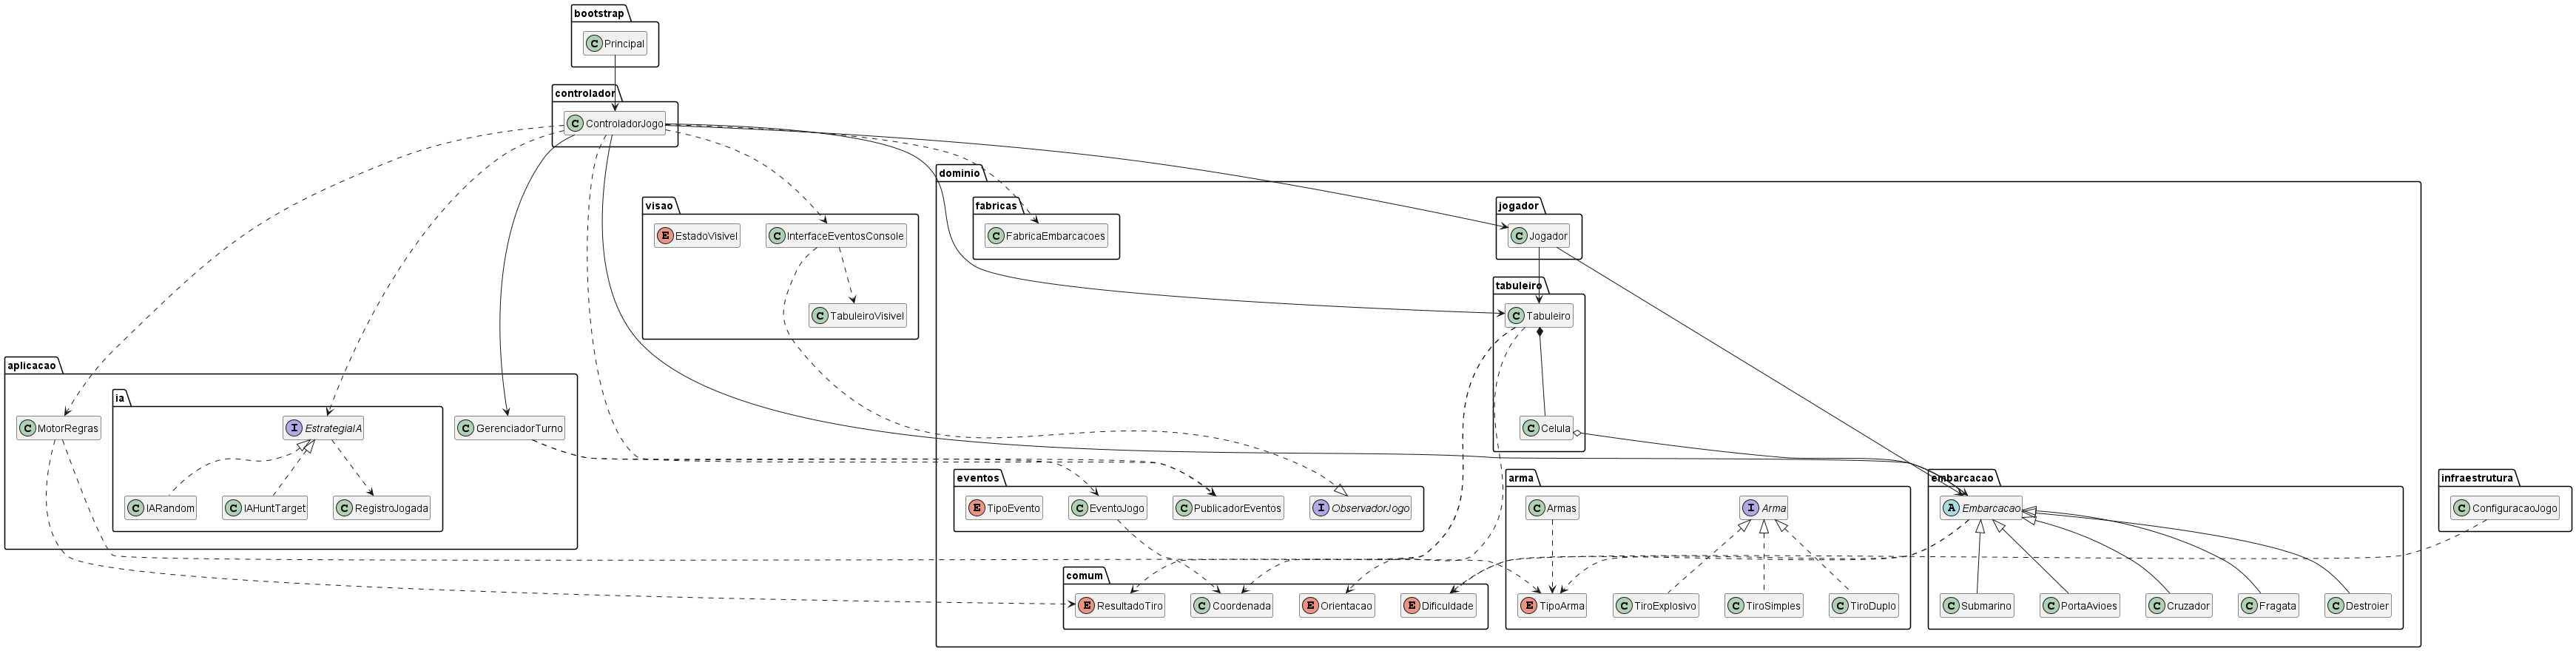 bootstrap
C Principal
controlador
C ControladorJogo
dominio
visao
fabricas
jogador
E EstadoVisivel
C InterfaceEventosConsole
C FabricaEmbarcacoes
C Jogador
tabuleiro
C TabuleiroVisivel
C Tabuleiro
aplicacao
ia
C MotorRegras
I EstrategiaIA
C GerenciadorTurno
C Celula
eventos
arma
embarcacao
infraestrutura
C IARandom
C IAHuntTarget
C RegistroJogada
E TipoEvento
C EventoJogo
C PublicadorEventos
I ObservadorJogo
C Armas
I Arma
A Embarcacao
C ConfiguracaoJogo
comum
E ResultadoTiro
C Coordenada
E Orientacao
E Dificuldade
E TipoArma
C TiroExplosivo
C TiroSimples
C TiroDuplo
C Submarino
C PortaAvioes
C Cruzador
C Fragata
C Destroier